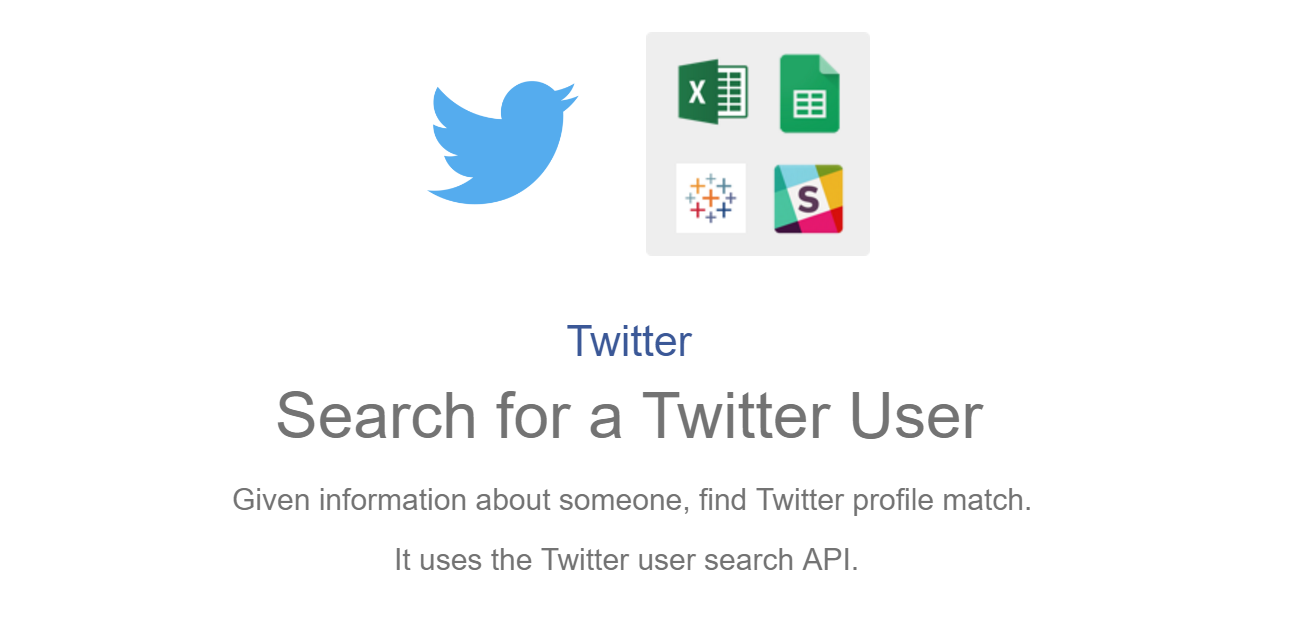 X
S
Twitter
Search for a Twitter User
Given information about someone, find Twitter profile match.
It uses the Twitter user search API.